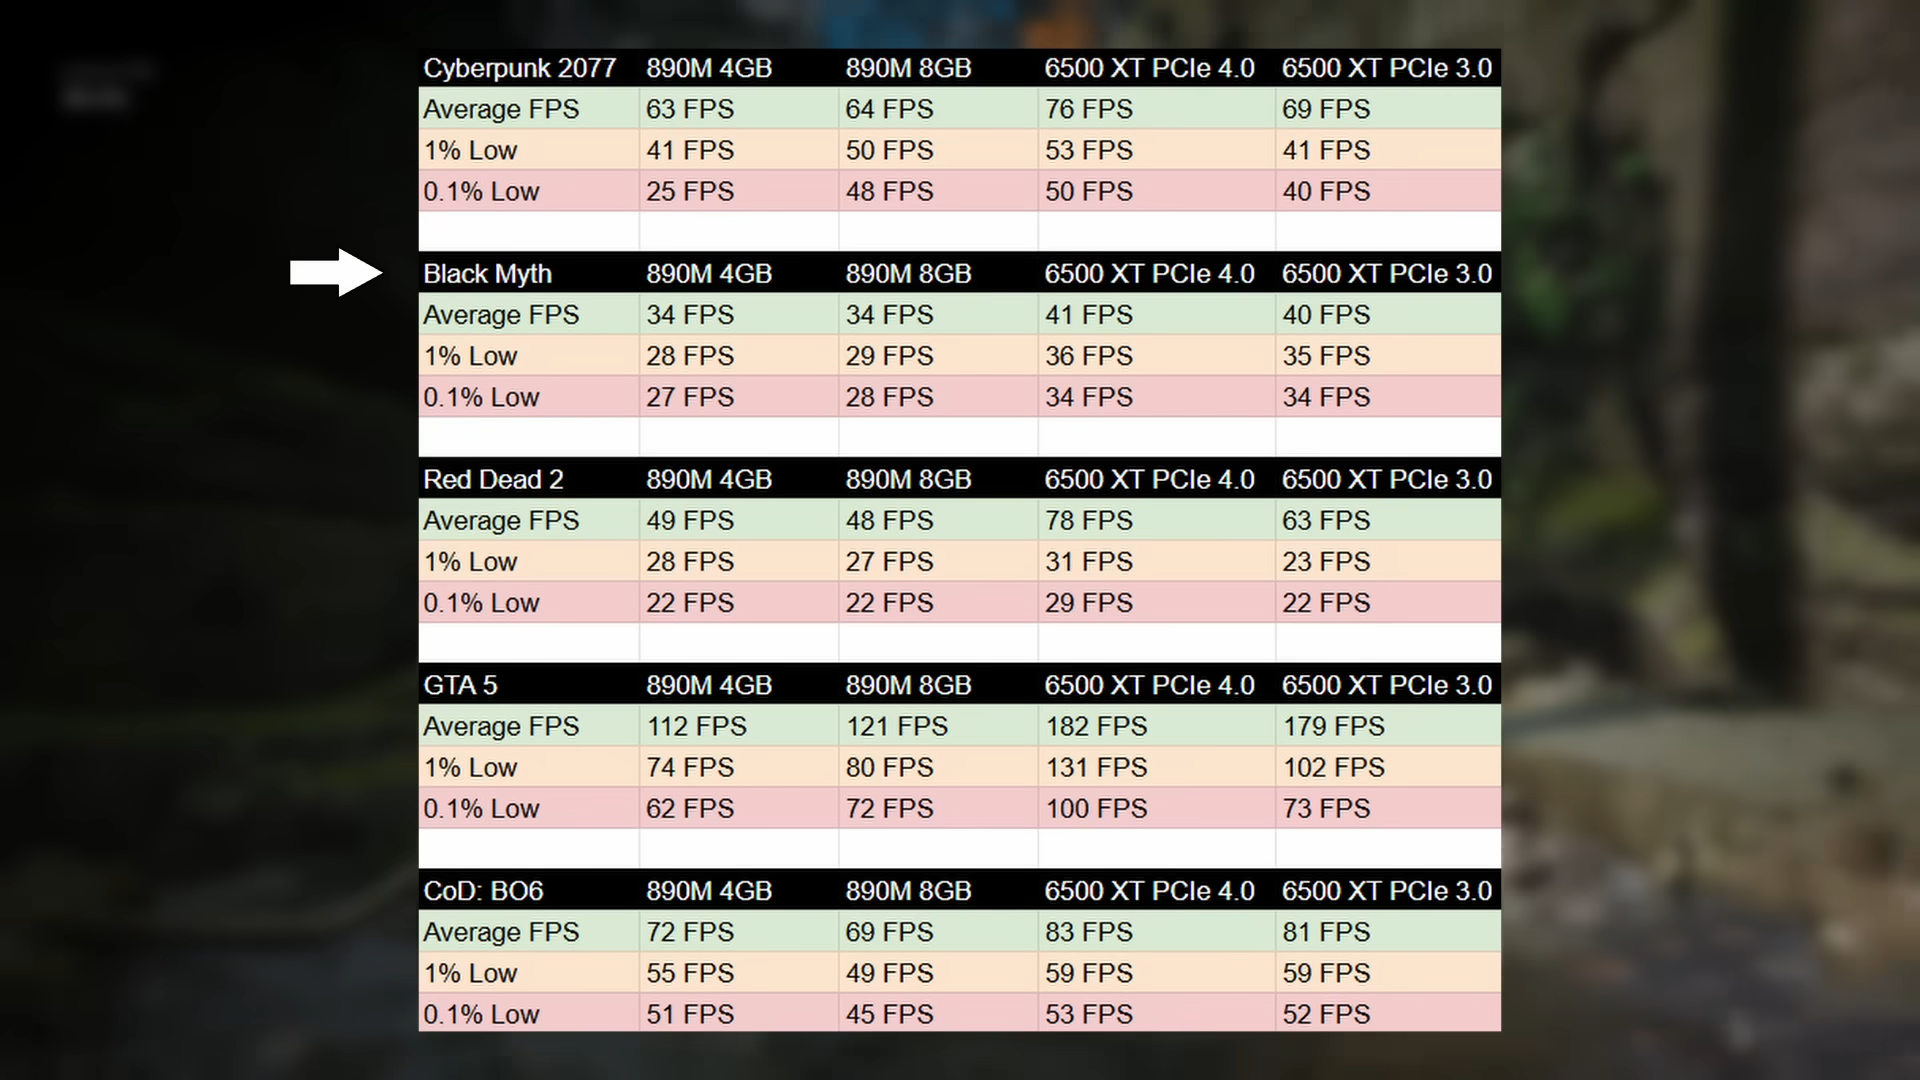 Cyberpunk 2077 890M 4GB 890M 8GB 6500 XT PCIe 4.0 6500 XT PCIe 3.0
Average FPS 63 FPS 64 FPS 76 FPS 69 FPS
1% Low 41 FPS 50 FPS 53 FPS 41 FPS
0.1% Low 25 FPS 48 FPS 50 FPS 40 FPS
Black Myth 890M 4GB 890M 8GB 6500 XT PCIe 4.0 6500 XT PCIe 3.0
Average FPS 34 FPS 34 FPS 41 FPS 40 FPS
1% Low 28 FPS 29 FPS 36 FPS 35 FPS
0.1% Low 27 FPS 28 FPS 34 FPS 34 FPS
Red Dead 2 890M 4GB 890M 8GB 6500 XT PCIe 4.0 6500 XT PCIe 3.0
Average FPS 49 FPS 48 FPS 78 FPS 63 FPS
1% Low 28 FPS 27 FPS 31 FPS 23 FPS
0.1% Low 22 FPS 22 FPS 29 FPS 22 FPS
GTA 5 890M 4GB 890M 8GB 6500 XT PCIe 4.0 6500 XT PCIe 3.0
Average FPS 112 FPS 121 FPS 182 FPS 179 FPS
1% Low 74 FPS 80 FPS 131 FPS 102 FPS
0.1% Low 62 FPS 72 FPS 100 FPS 73 FPS
CoD: BO6 890M 4GB 890M 8GB 6500 XT PCIe 4.0 6500 XT PCIe 3.0
Average FPS 72 FPS 69 FPS 83 FPS 81 FPS
1% Low 55 FPS 49 FPS 59 FPS 59 FPS
0.1% Low 51 FPS 45 FPS 53 FPS 52 FPS